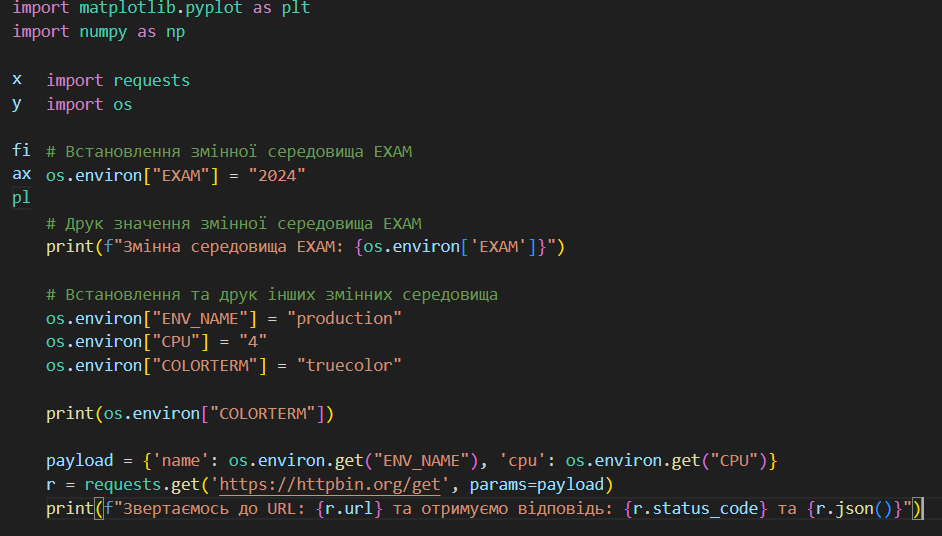 import matplotlib.pyplot as plt
import numpy as np
x import requests
y import os
fi # Встановлення змінної середовища EXAM
ax os.environ["EXAM"] = "2024"
pl
# Друк значення змінної середовища EXAM
print(f"Змінна середовища EXAM: {os.environ['EXAM']}")
# Встановлення та друк інших змінних середовища
os.environ["ENV_NAME"] = "production"
os.environ["CPU"] = "4"
os.environ["COLORTERM"] = "truecolor"
print(os.environ["COLORTERM"])
payload = {'name': os.environ.get("ENV_NAME"), 'cpu': os.environ.get("CPU")}
r = requests.get('https://httpbin.org/get', params=payload)
print(f"Звертаємось до URL: {r.url} та отримуємо відповідь: {r.status_code} та {r.json()}")